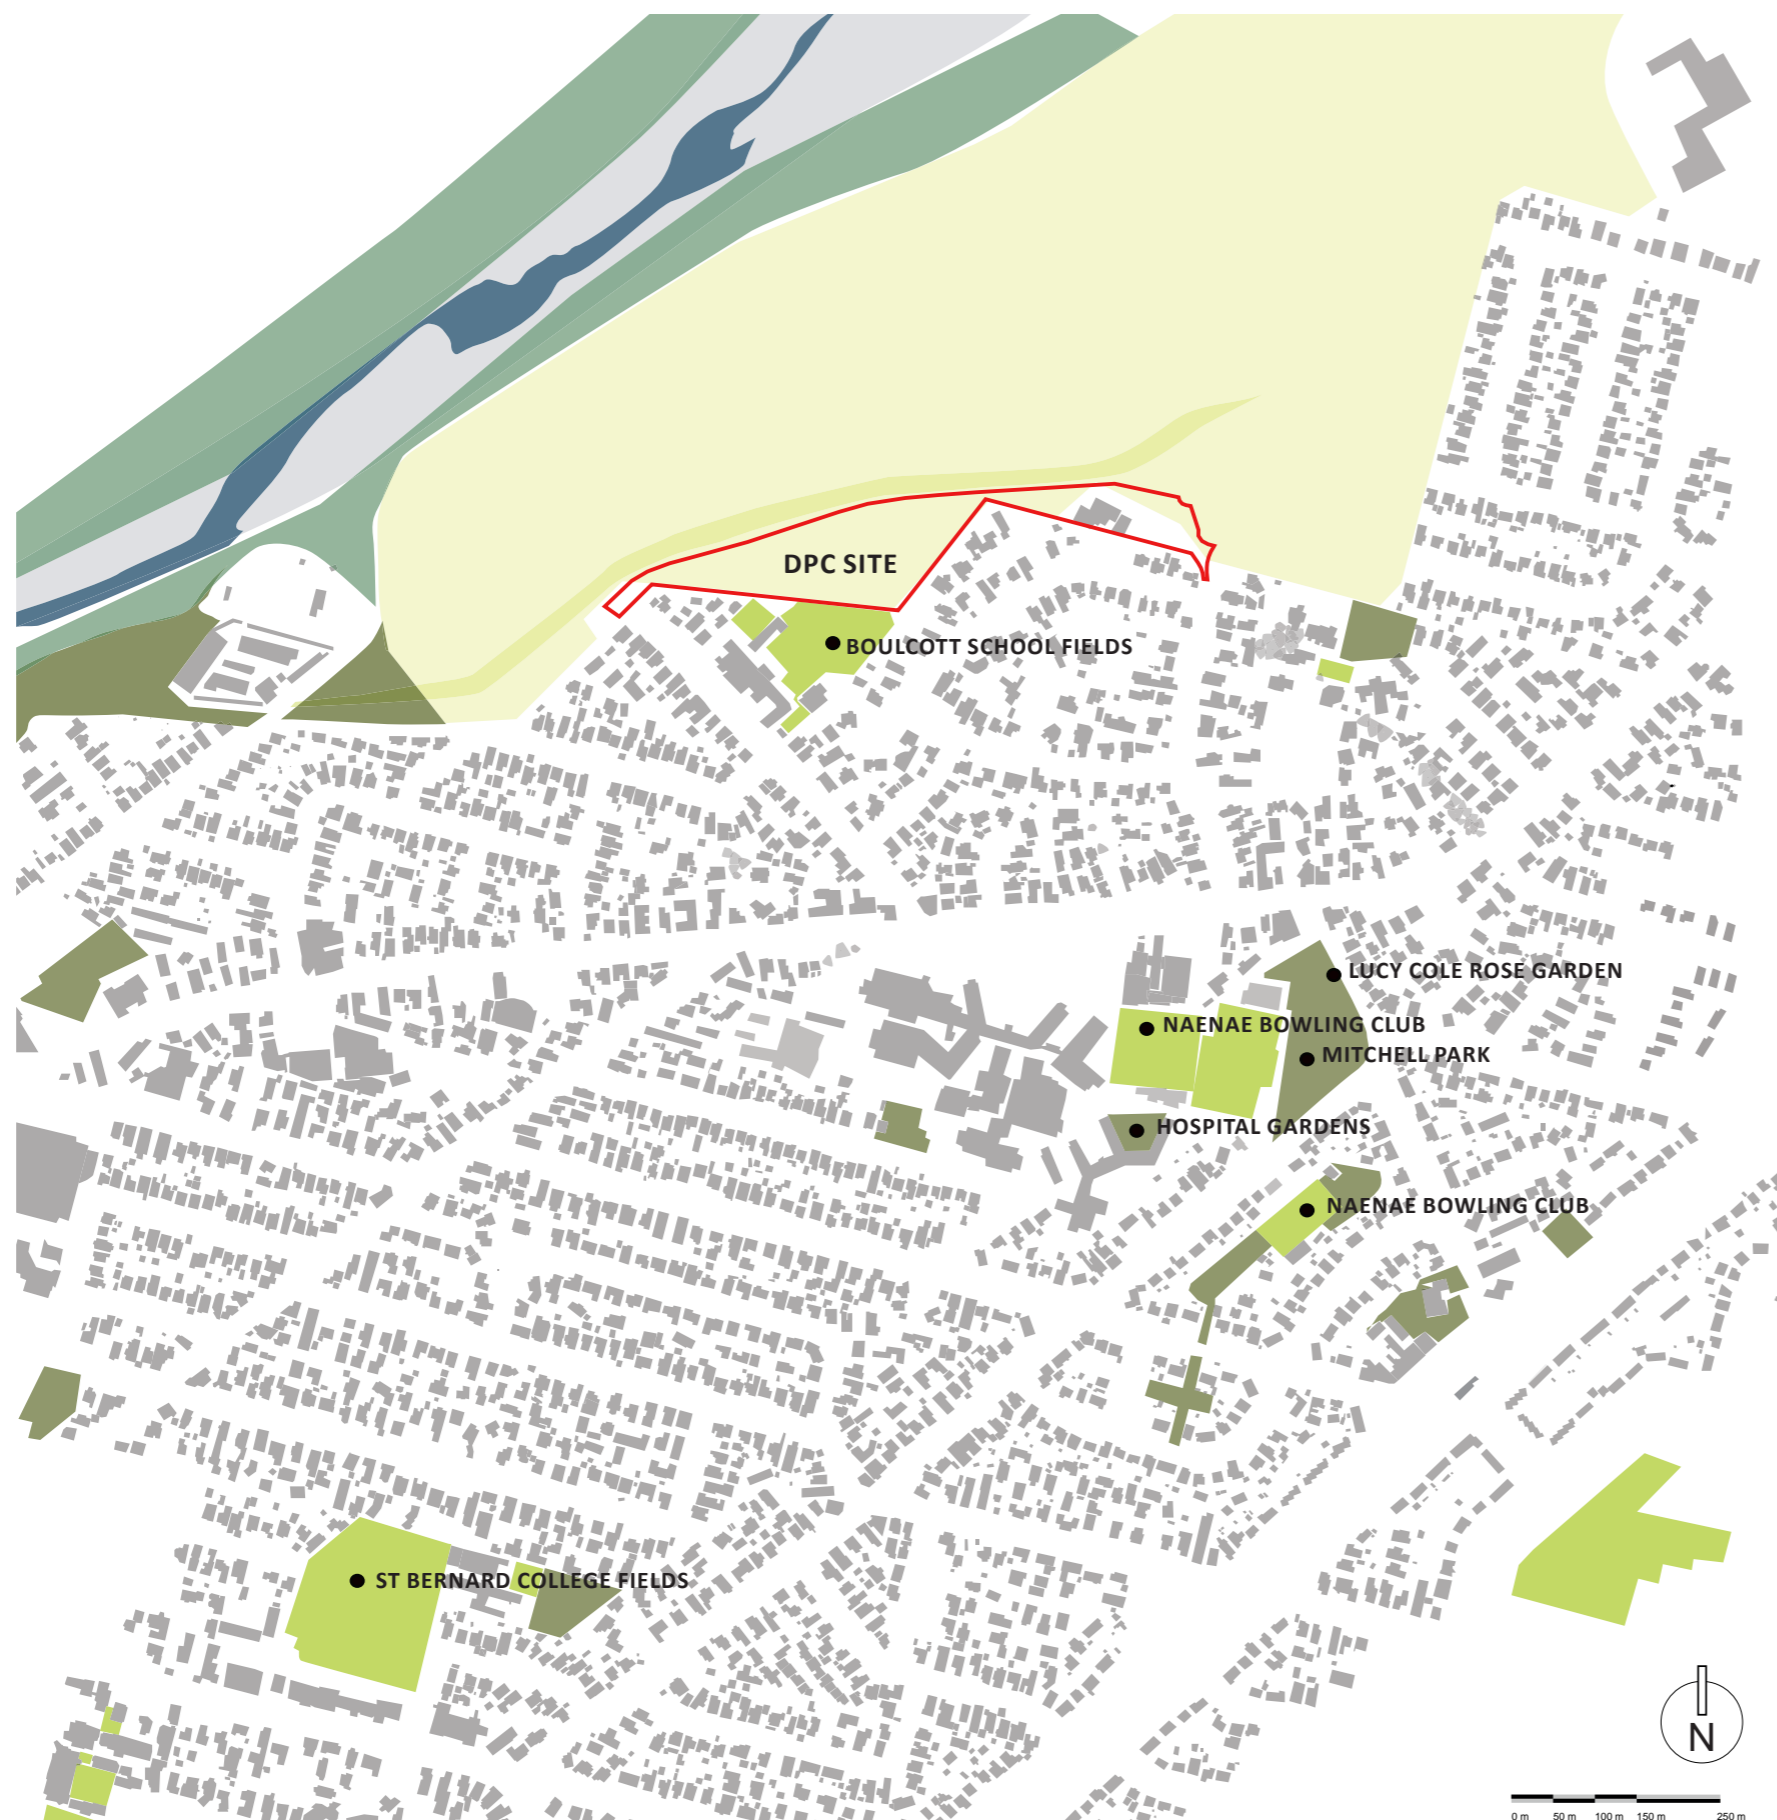 DPC SITE
BOULCOTT SCHOOL FIELDS
LUCY COLE ROSE GARDEN
NAENAE BOWLING CLUB
MITCHELL PARK
HOSPITAL GARDENS
NAENAE BOWLING CLUB
ST BERNARD COLLEGE FIELDS
N
0 m 50 m 100 m 150 m 250 m